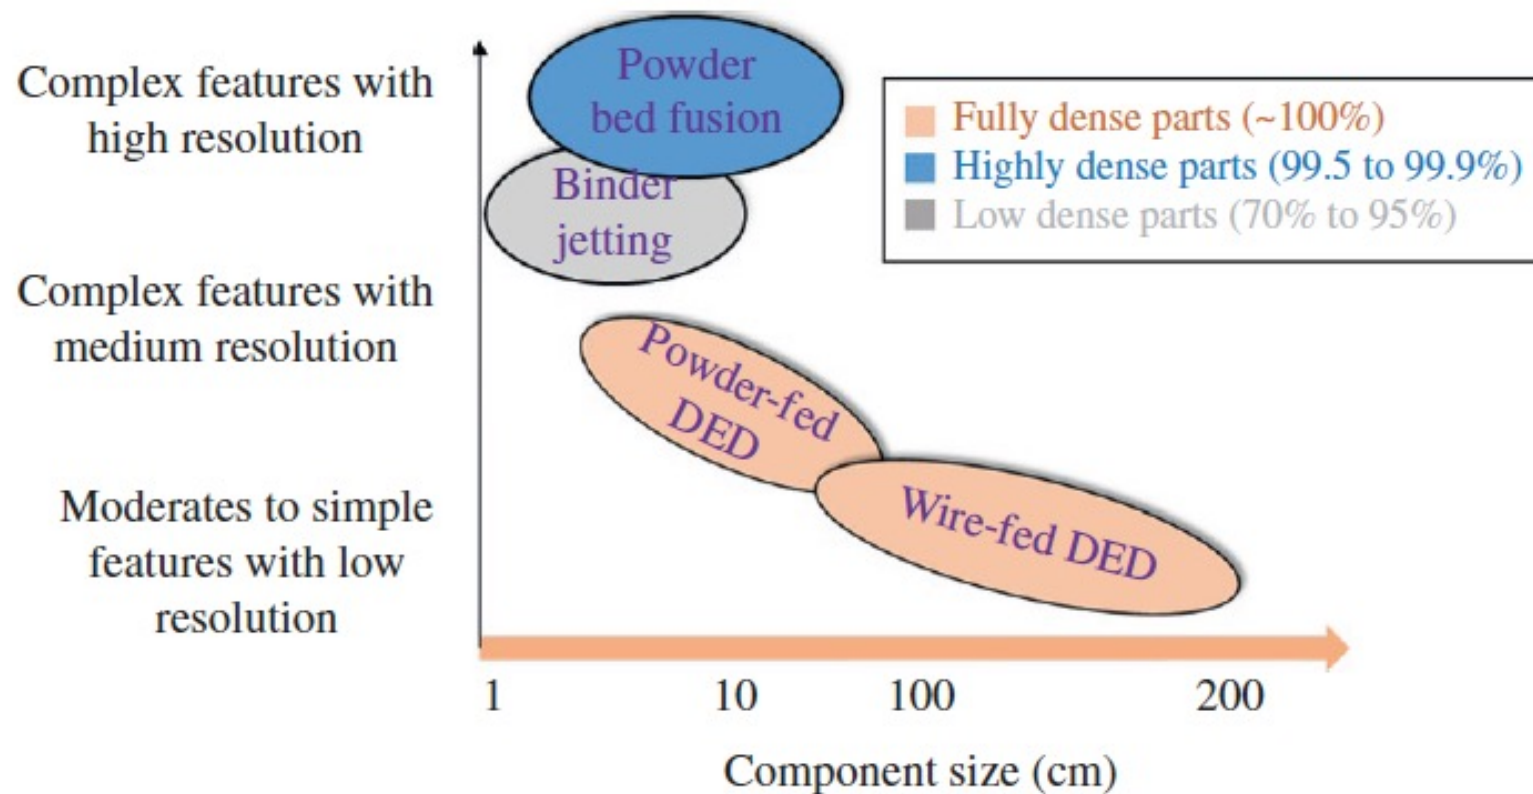 Complex features with
high resolution
Complex features with
medium resolution
Moderates to simple
features with low
resolution
Powder
bed fusion
Binder
jetting
Powder-fed
DED
Wire-fed DED
Fully dense parts (~100%)
Highly dense parts (99.5 to 99.9%)
Low dense parts (70% to 95%)
1 10 100 200
Component size (cm)